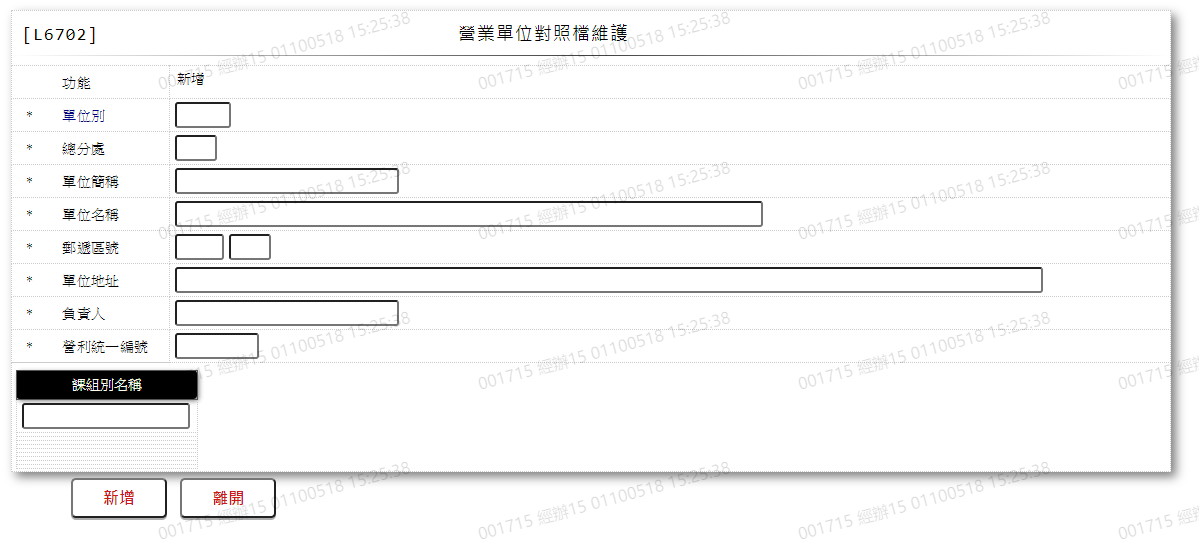 [L6702]
營業單位對照檔維護
功能 新增
* 單位別
* 總分處
* 單位簡稱
* 單位名稱
* 郵遞區號
* 單位地址
* 負責人
* 營利統一編號
課組別名稱
新增 離開
001715 經辦15 01100518 15:25:38